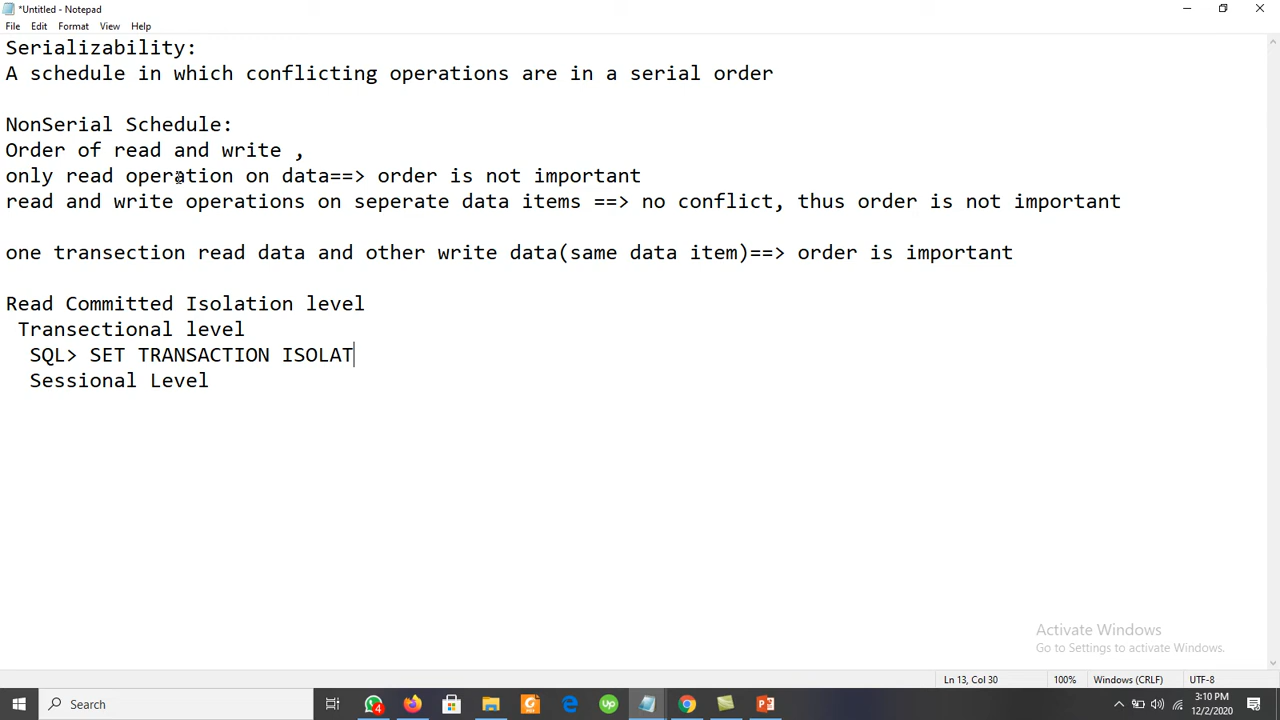 *Untitled - Notepad
File Edit Format View Help
Serializability:
A schedule in which conflicting operations are in a serial order
NonSerial Schedule:
Order of read and write ,
only read operation on data==> order is not important
read and write operations on seperate data items ==> no conflict, thus order is not important
one transection read data and other write data(same data item)==> order is important
Read Committed Isolation level
Transectional level
SQL> SET TRANSACTION ISOLAT
Sessional Level
Activate Windows
Go to Settings to activate Windows.
Ln 13, Col 30 100% Windows (CRLF) UTF-8
Search 4 Up 3:10 PM
12/2/2020